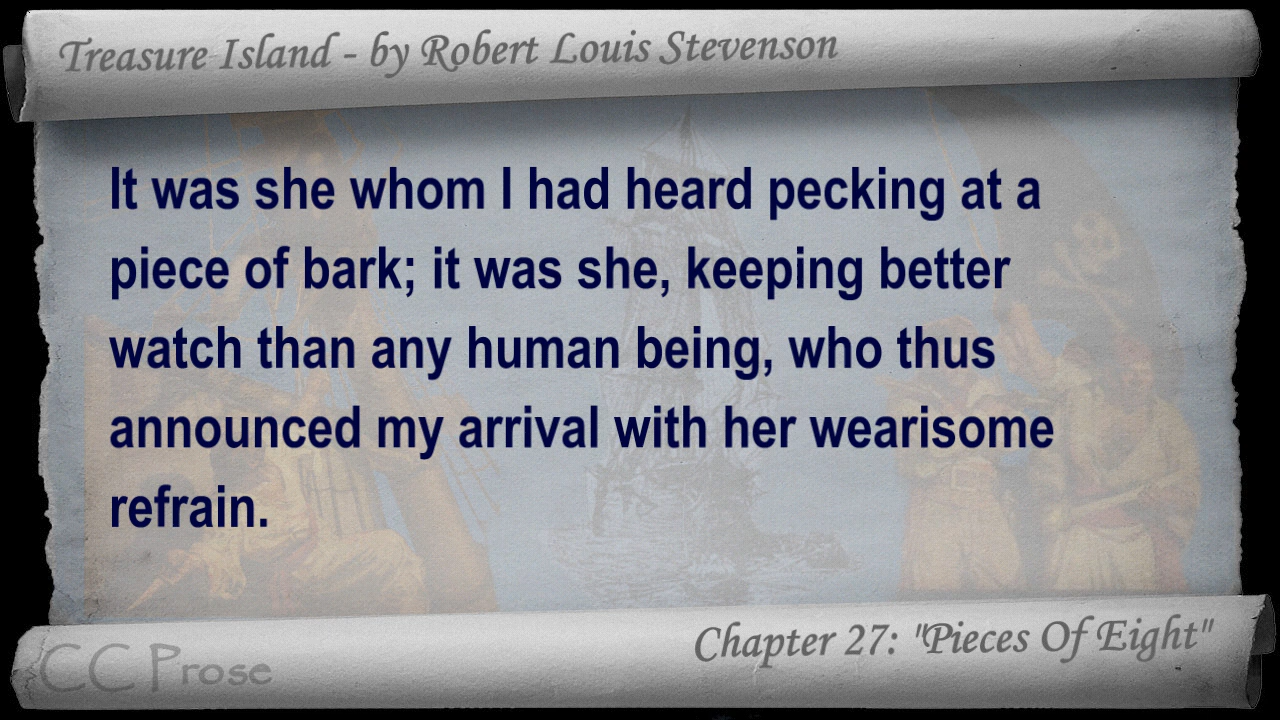 Treasure Island - by Robert Louis Stevenson
It was she whom I had heard pecking at a
piece of bark; it was she, keeping better
watch than any human being, who thus
announced my arrival with her wearisome
refrain.
Chapter 27: "Pieces Of Eight"
CC Prose